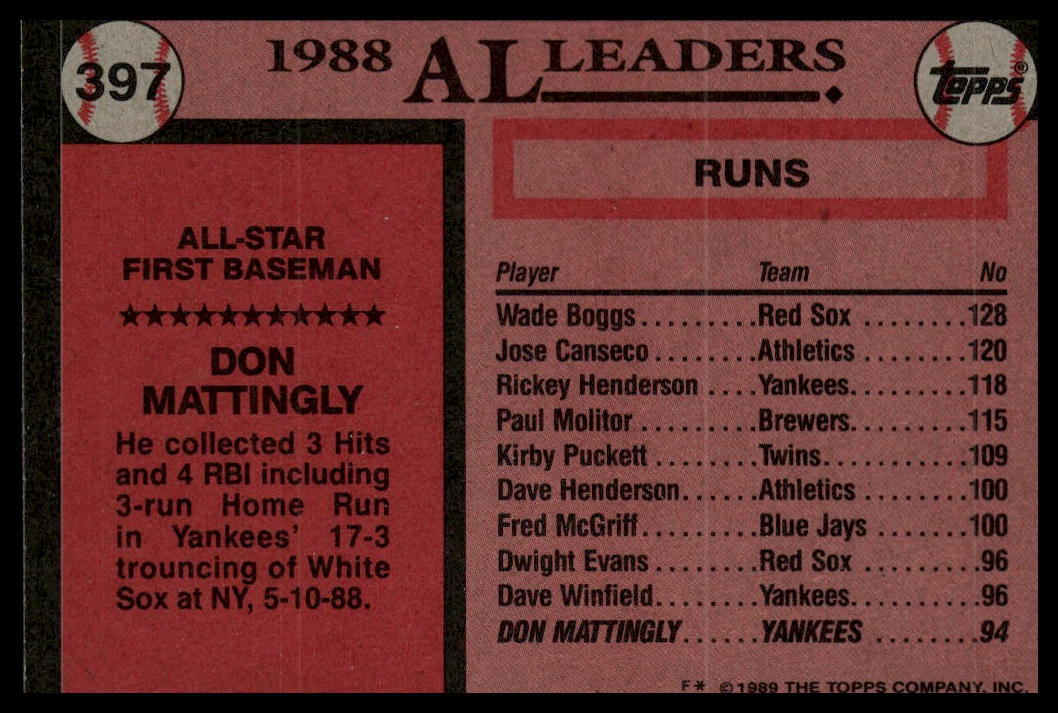 397
1988 AL LEADERS
TOPPS®
ALL-STAR
FIRST BASEMAN
★★★★★★★★★★★
DON
MATTINGLY
He collected 3 Hits
and 4 RBI including
3-run Home Run
in Yankees' 17-3
trouncing of White
Sox at NY, 5-10-88.
RUNS
Player Team No
Wade Boggs..........Red Sox.........128
Jose Canseco........Athletics........120
Rickey Henderson....Yankees.........118
Paul Molitor..........Brewers.........115
Kirby Puckett.........Twins...........109
Dave Henderson......Athletics........100
Fred McGriff..........Blue Jays.......100
Dwight Evans.........Red Sox.........96
Dave Winfield.........Yankees.........96
DON MATTINGLY......YANKEES.........94
F* ©1989 THE TOPPS COMPANY, INC.